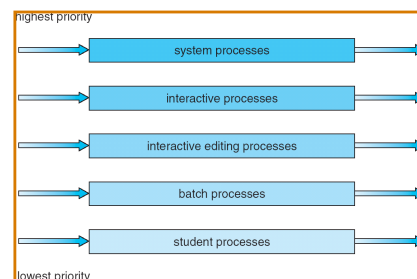 highest priority
system processes
interactive processes
interactive editing processes
batch processes
student processes
lowest priority